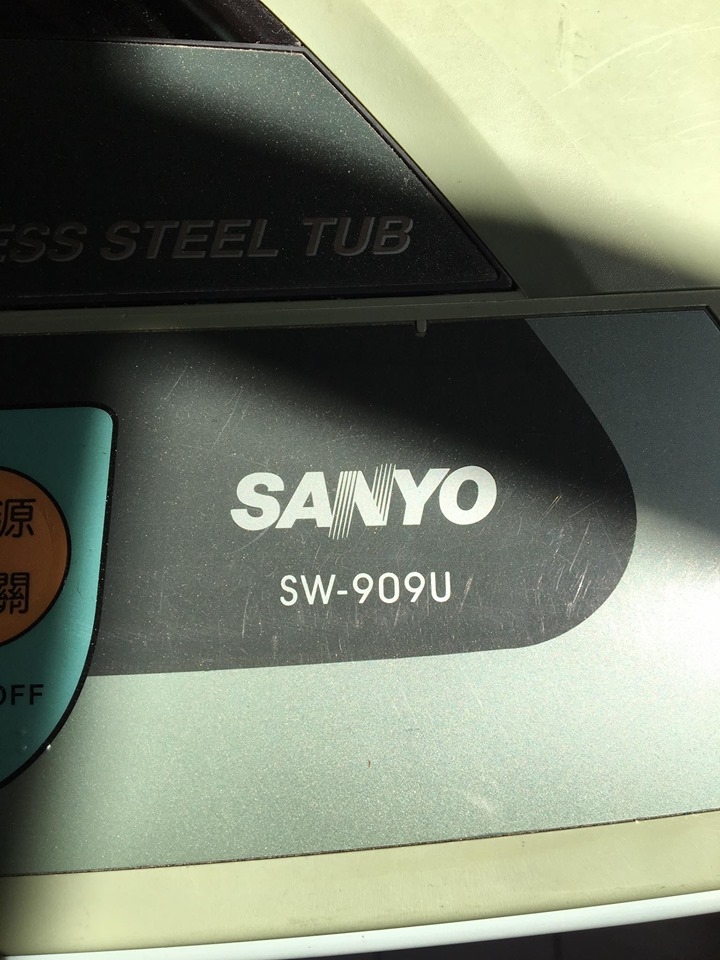 ESS STEEL TUB
SANYO
SW-909U
源
關
OFF